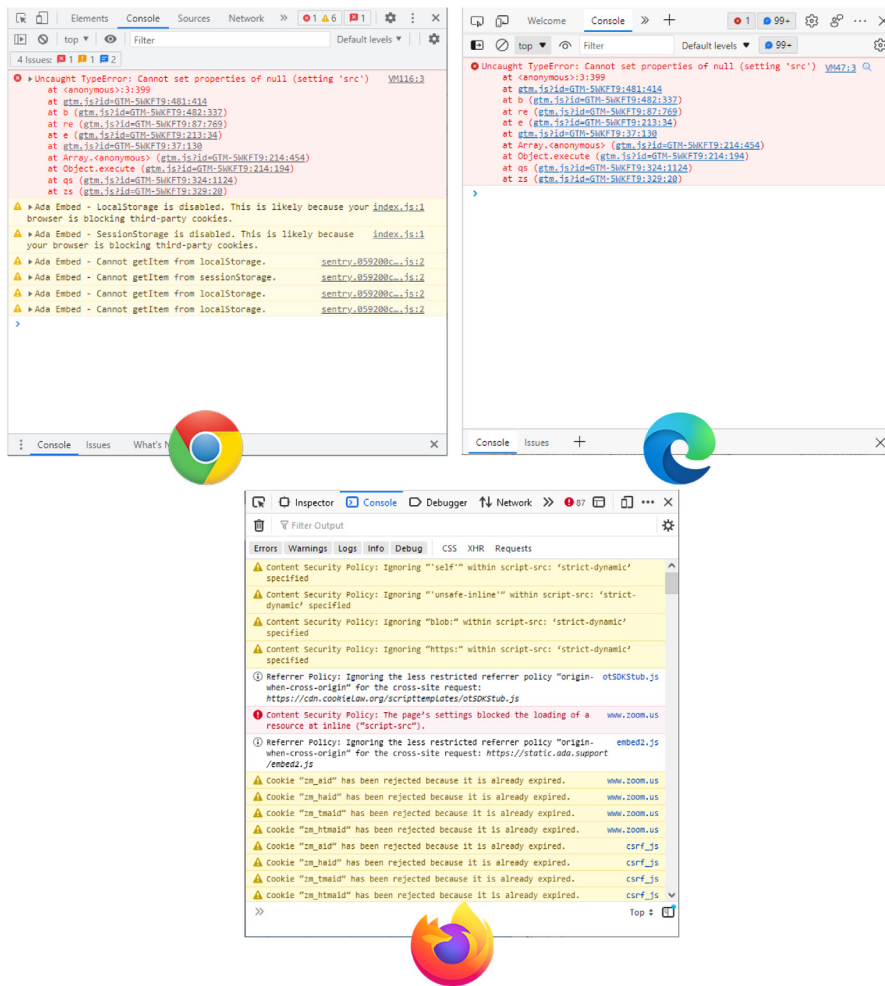 Elements Console Sources Network » 1 6 1
top ▼ Filter Default levels ▼
4 Issues: 1 1 2
Uncaught TypeError: Cannot set properties of null (setting 'src') VM116:3
at <anonymous>:3:399
at gtm.js?id=GTM-5WKFT9:481:414
at b (gtm.js?id=GTM-5WKFT9:482:337)
at re (gtm.js?id=GTM-5WKFT9:87:769)
at e (gtm.js?id=GTM-5WKFT9:213:34)
at gtm.js?id=GTM-5WKFT9:37:130
at Array.<anonymous> (gtm.js?id=GTM-5WKFT9:214:454)
at Object.execute (gtm.js?id=GTM-5WKFT9:214:194)
at qs (gtm.js?id=GTM-5WKFT9:324:1124)
at zs (gtm.js?id=GTM-5WKFT9:329:20)
Ada Embed - LocalStorage is disabled. This is likely because your index.js:1
browser is blocking third-party cookies.
Ada Embed - SessionStorage is disabled. This is likely because index.js:1
your browser is blocking third-party cookies.
Ada Embed - Cannot getItem from localStorage. sentry.059200c….js:2
Ada Embed - Cannot getItem from sessionStorage. sentry.059200c….js:2
Ada Embed - Cannot getItem from localStorage. sentry.059200c….js:2
Ada Embed - Cannot getItem from localStorage. sentry.059200c….js:2
Console Issues What's N
Welcome Console » + 1 99+
top ▼ Filter Default levels ▼ 99+
Uncaught TypeError: Cannot set properties of null (setting 'src') VM47:3
at <anonymous>:3:399
at gtm.js?id=GTM-5WKFT9:481:414
at b (gtm.js?id=GTM-5WKFT9:482:337)
at re (gtm.js?id=GTM-5WKFT9:87:769)
at e (gtm.js?id=GTM-5WKFT9:213:34)
at gtm.js?id=GTM-5WKFT9:37:130
at Array.<anonymous> (gtm.js?id=GTM-5WKFT9:214:454)
at Object.execute (gtm.js?id=GTM-5WKFT9:214:194)
at qs (gtm.js?id=GTM-5WKFT9:324:1124)
at zs (gtm.js?id=GTM-5WKFT9:329:20)
Console Issues +
Inspector Console Debugger Network » 87
Filter Output
Errors Warnings Logs Info Debug CSS XHR Requests
Content Security Policy: Ignoring “'self'” within script-src: ‘strict-dynamic’
specified
Content Security Policy: Ignoring “'unsafe-inline'” within script-src: ‘strict-
dynamic’ specified
Content Security Policy: Ignoring “blob:” within script-src: ‘strict-dynamic’
specified
Content Security Policy: Ignoring “https:” within script-src: ‘strict-dynamic’
specified
Referrer Policy: Ignoring the less restricted referrer policy “origin- otSDKStub.js
when-cross-origin” for the cross-site request:
https://cdn.cookielaw.org/scripttemplates/otSDKStub.js
Content Security Policy: The page’s settings blocked the loading of a www.zoom.us
resource at inline (“script-src”).
Referrer Policy: Ignoring the less restricted referrer policy “origin- embed2.js
when-cross-origin” for the cross-site request: https://static.ada.support
/embed2.js
Cookie “zm_aid” has been rejected because it is already expired. www.zoom.us
Cookie “zm_haid” has been rejected because it is already expired. www.zoom.us
Cookie “zm_tmaid” has been rejected because it is already expired. www.zoom.us
Cookie “zm_htmaid” has been rejected because it is already expired. www.zoom.us
Cookie “zm_aid” has been rejected because it is already expired. csrf_js
Cookie “zm_haid” has been rejected because it is already expired. csrf_js
Cookie “zm_tmaid” has been rejected because it is already expired. csrf_js
Cookie “zm_htmaid” has been rejected because it is already expired. csrf_js
» Top